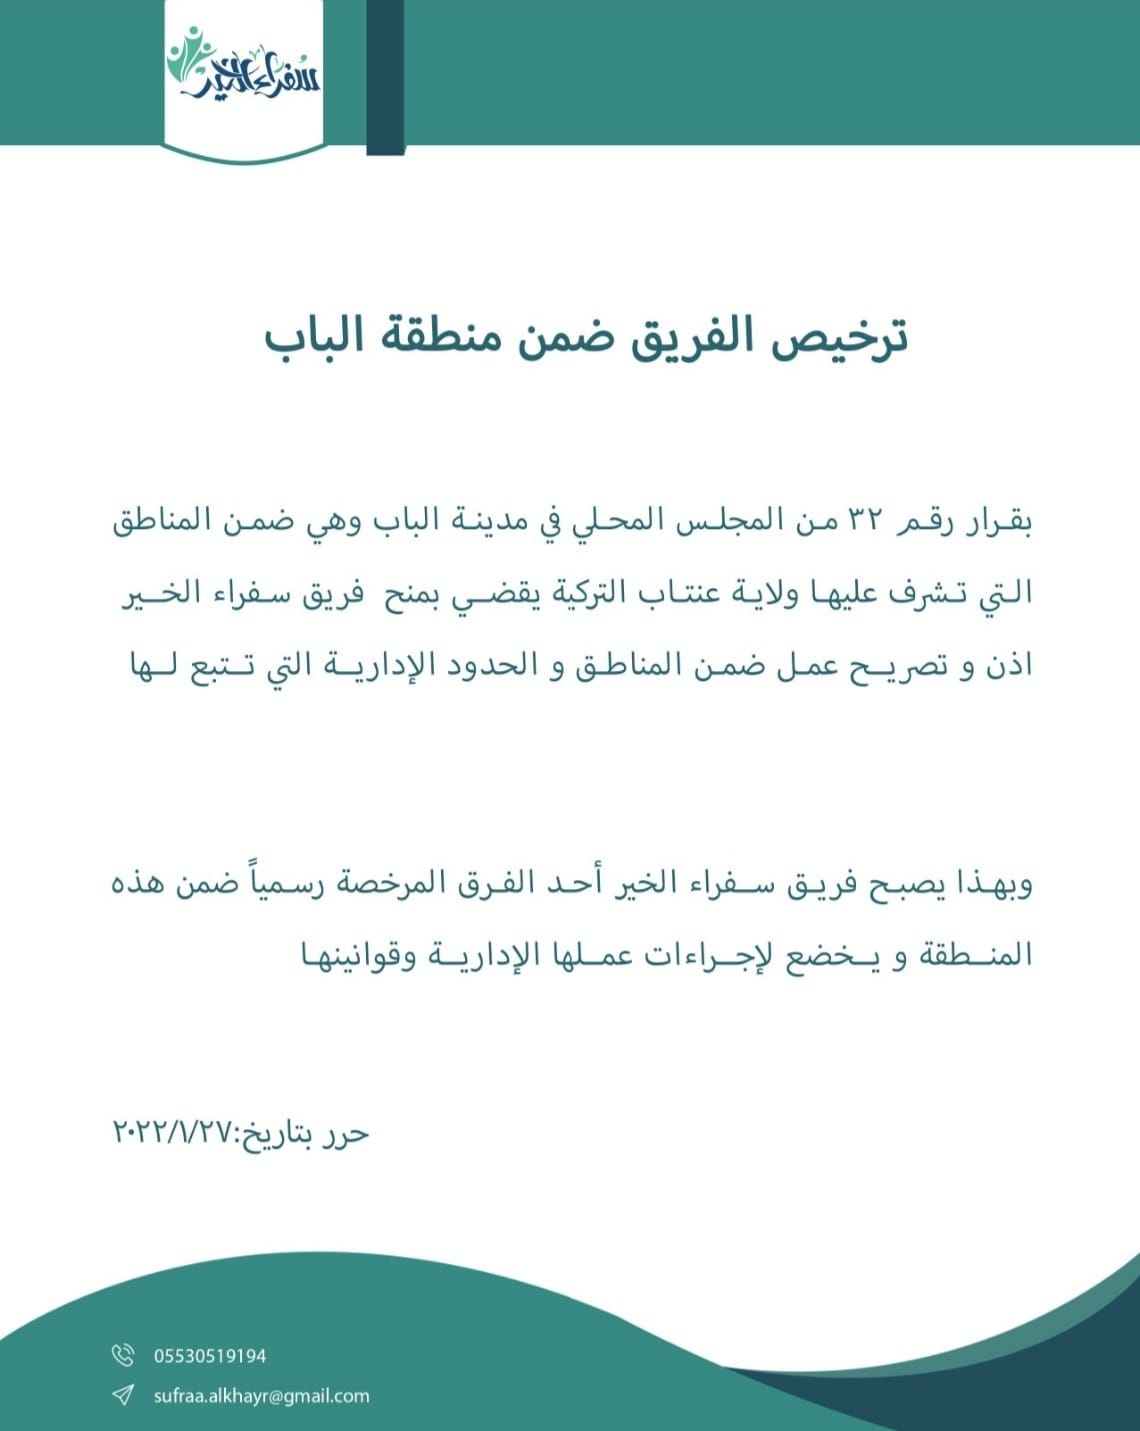 سفراء الخير
ترخيص الفريق ضمن منطقة الباب
بقرار رقم ٣٢ من المجلس المحلي في مدينة الباب وهي ضمن المناطق
التي تشرف عليها ولاية عنتاب التركية يقضي بمنح فريق سفراء الخير
اذن و تصريح عمل ضمن المناطق و الحدود الإدارية التي تتبع لها
وبهذا يصبح فريق سفراء الخير أحد الفرق المرخصة رسمياً ضمن هذه
المنطقة و يخضع لإجراءات عملها الإدارية وقوانينها
حرر بتاريخ:٢٠٢٢/١/٢٧
05530519194
sufraa.alkhayr@gmail.com